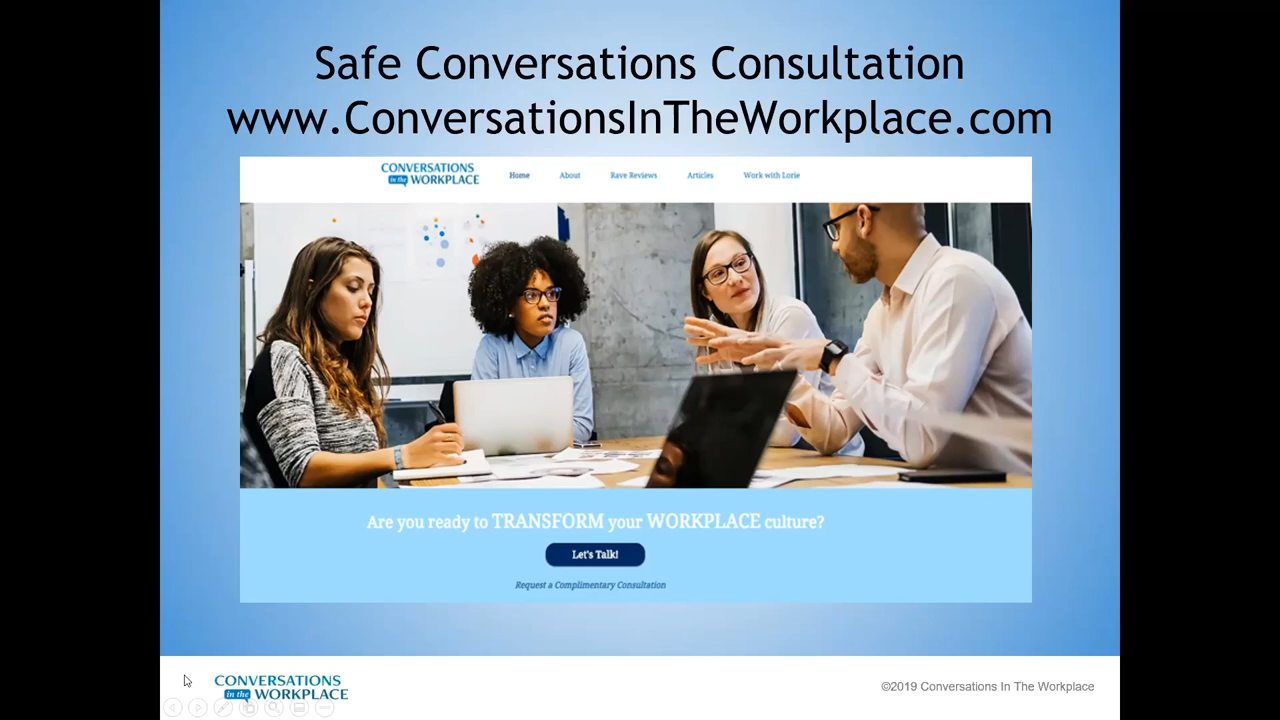 Safe Conversations Consultation
www.ConversationsInTheWorkplace.com
CONVERSATIONS
in the WORKPLACE
Home About Rave Reviews Articles Work with Lorie
Are you ready to TRANSFORM your WORKPLACE culture?
Let's Talk!
Request a Complimentary Consultation
CONVERSATIONS
in the WORKPLACE
©2019 Conversations In The Workplace